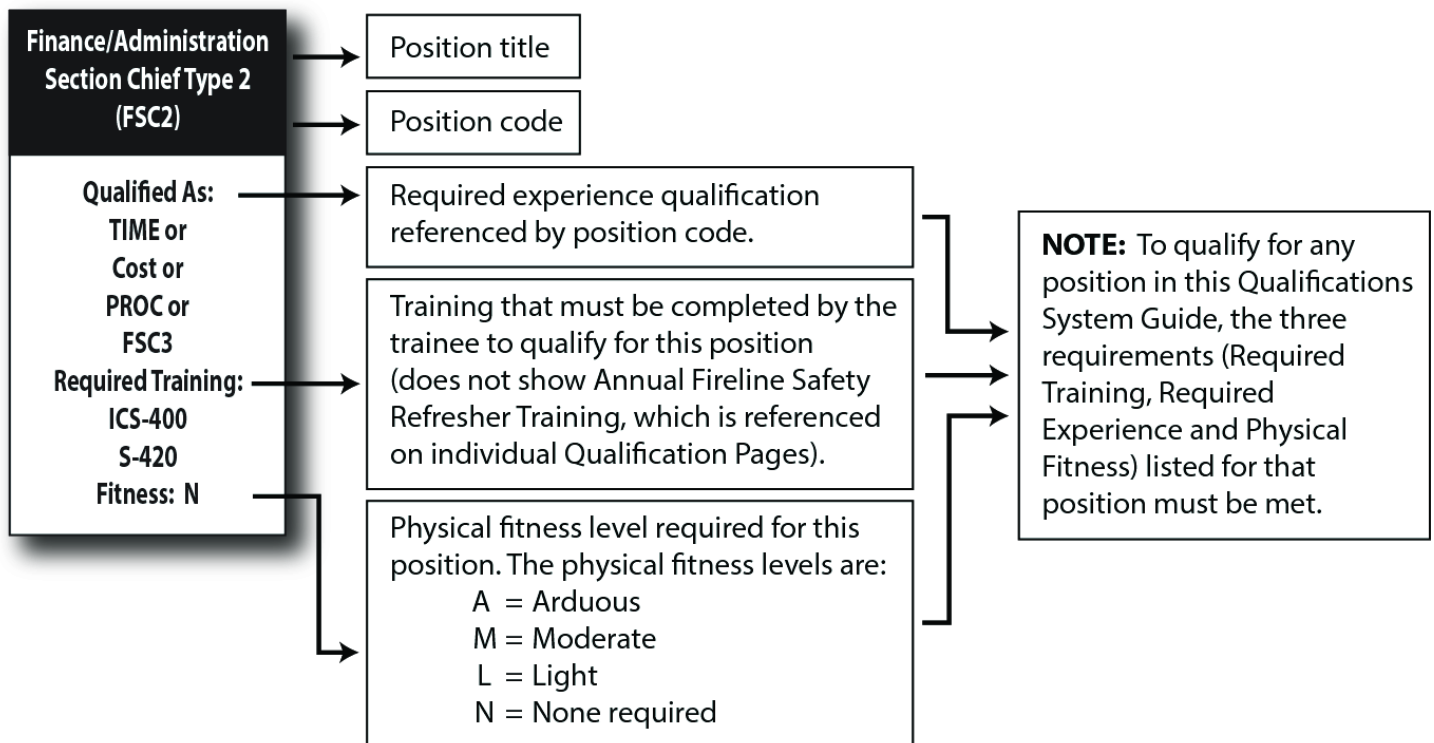 Finance/Administration
Section Chief Type 2
(FSC2)
Qualified As:
TIME or
Cost or
PROC or
FSC3
Required Training:
ICS-400
S-420
Fitness: N
Position title
Position code
Required experience qualification
referenced by position code.
Training that must be completed by the
trainee to qualify for this position
(does not show Annual Fireline Safety
Refresher Training, which is referenced
on individual Qualification Pages).
Physical fitness level required for this
position. The physical fitness levels are:
A = Arduous
M = Moderate
L = Light
N = None required
NOTE: To qualify for any
position in this Qualifications
System Guide, the three
requirements (Required
Training, Required
Experience and Physical
Fitness) listed for that
position must be met.